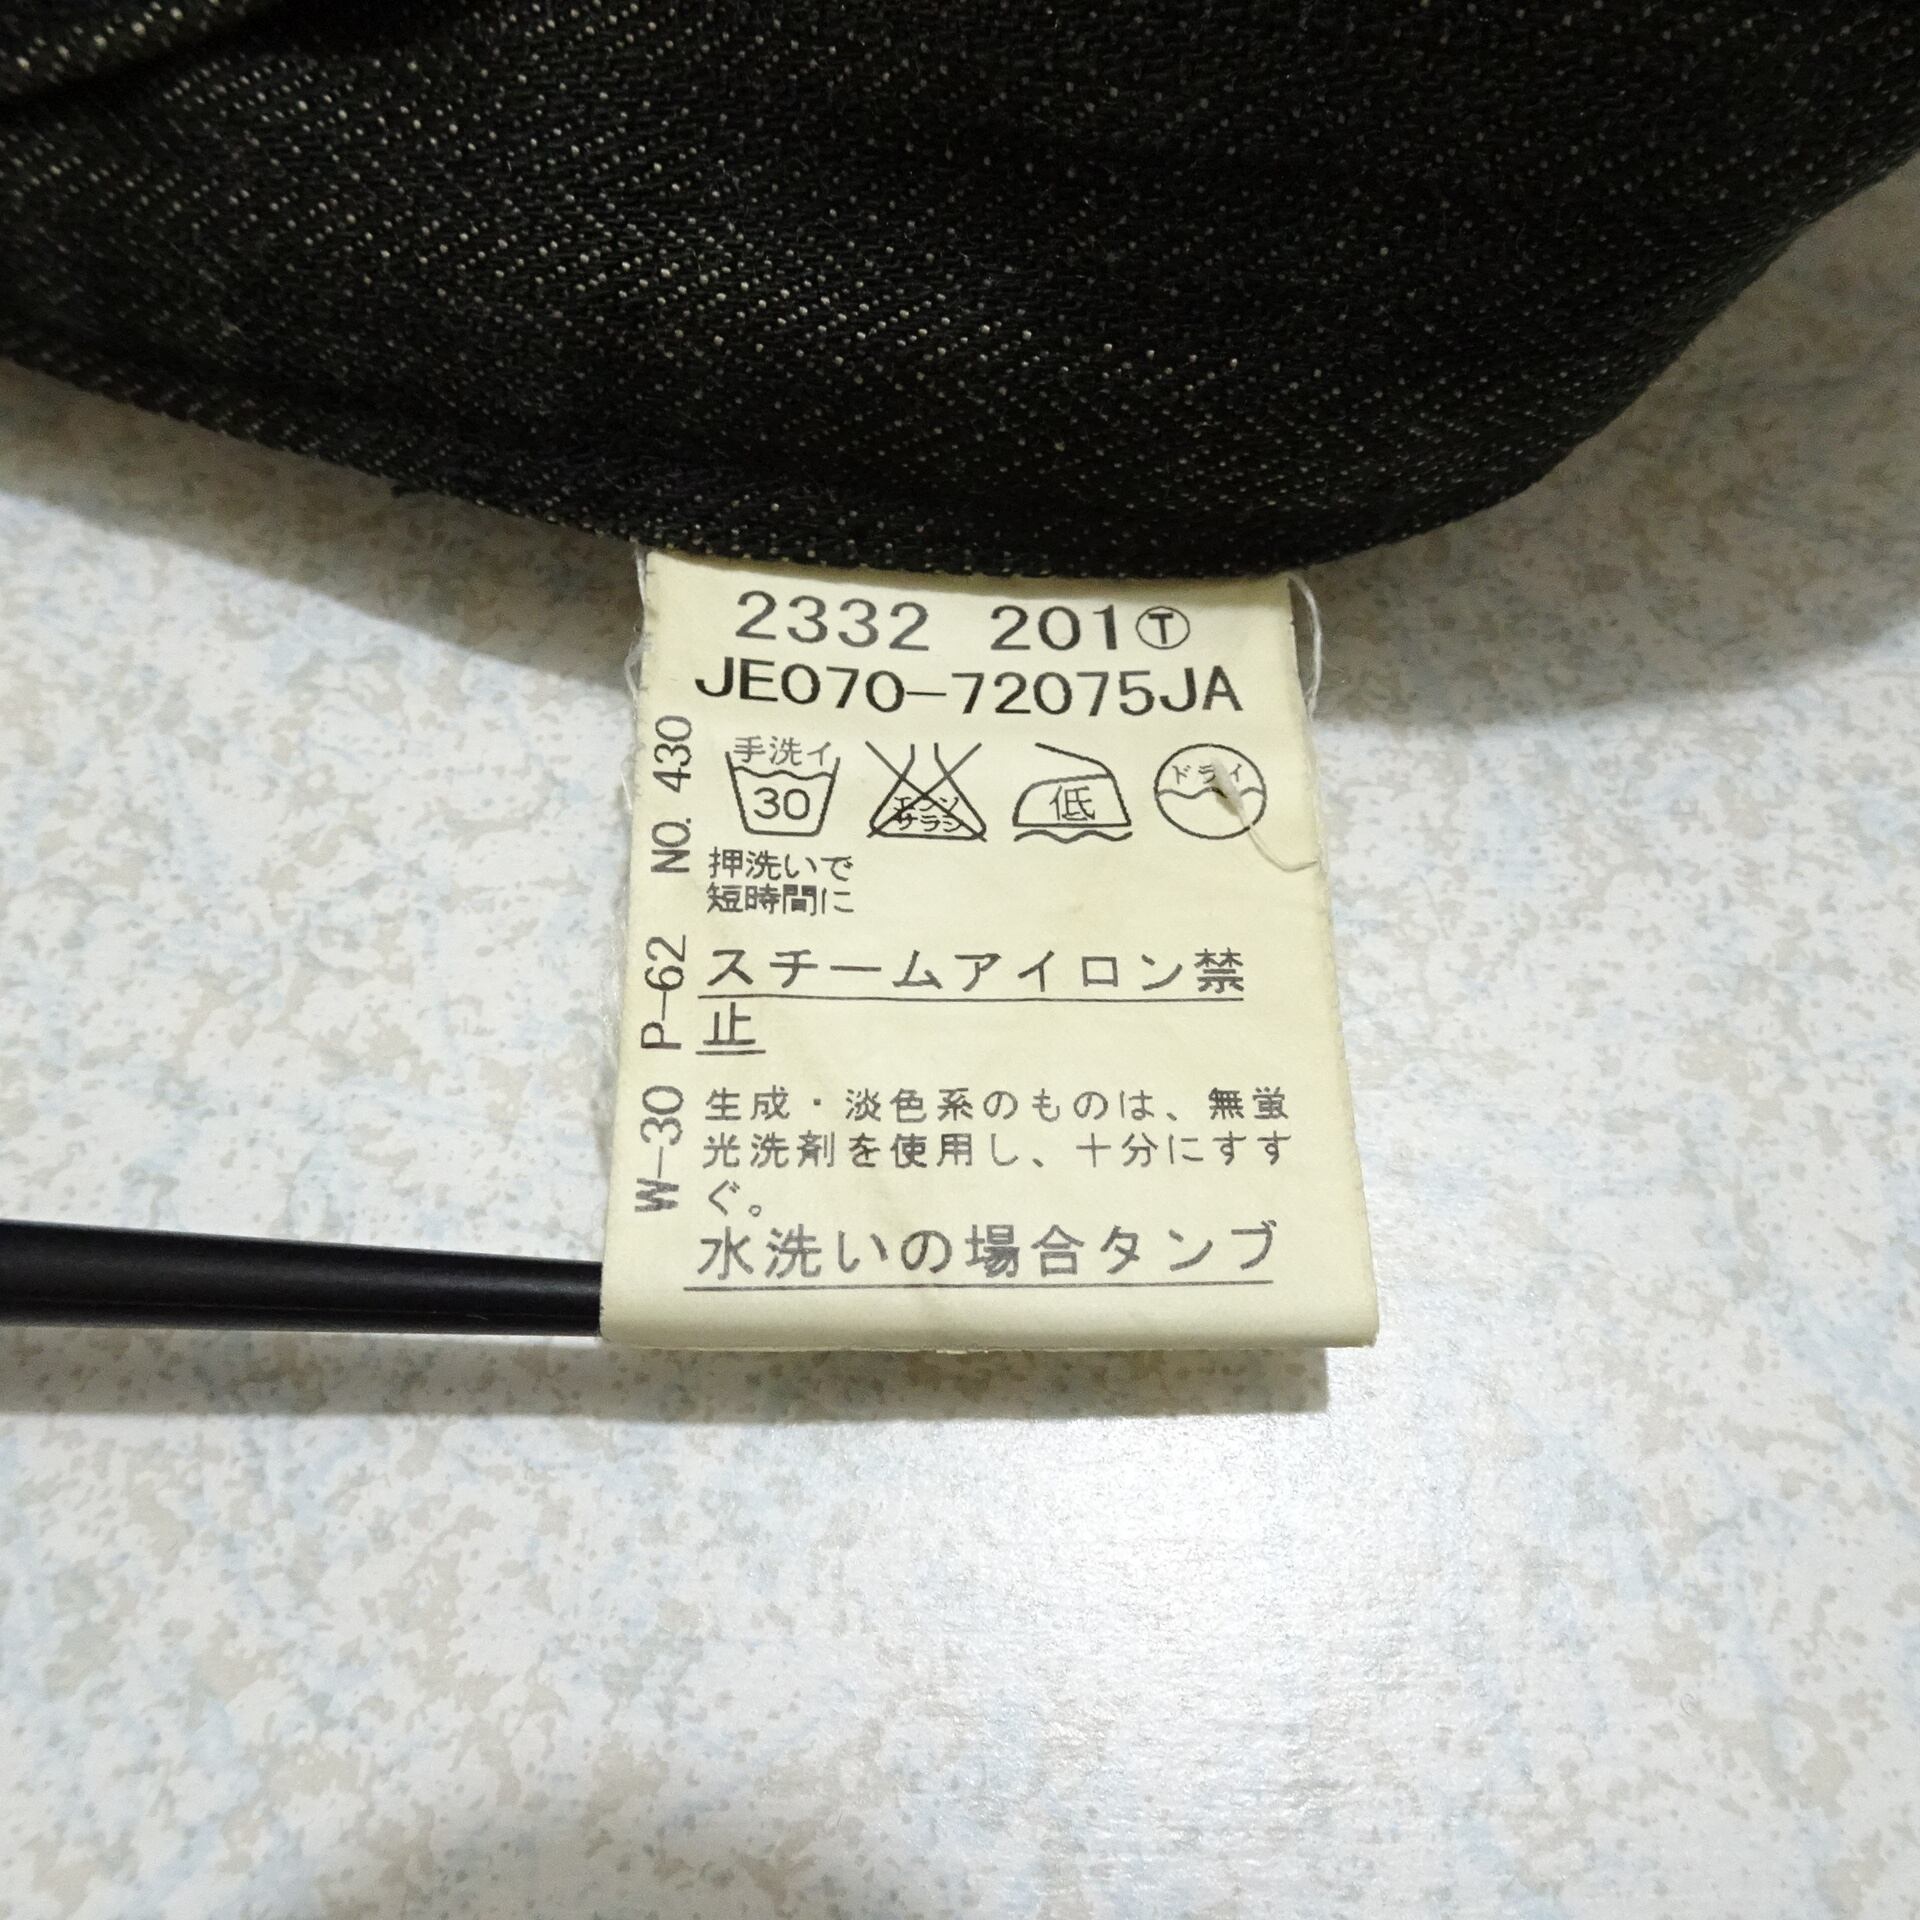 2332 201Ⓣ
JE070-72075JA
手洗イ
30
エンソ
サラシ
低
ドライ
押洗いで
短時間に
スチームアイロン禁
止
生成・淡色系のものは、無蛍
光洗剤を使用し、十分にすす
ぐ。
水洗いの場合タンブ
W-30 P-62 NO. 430